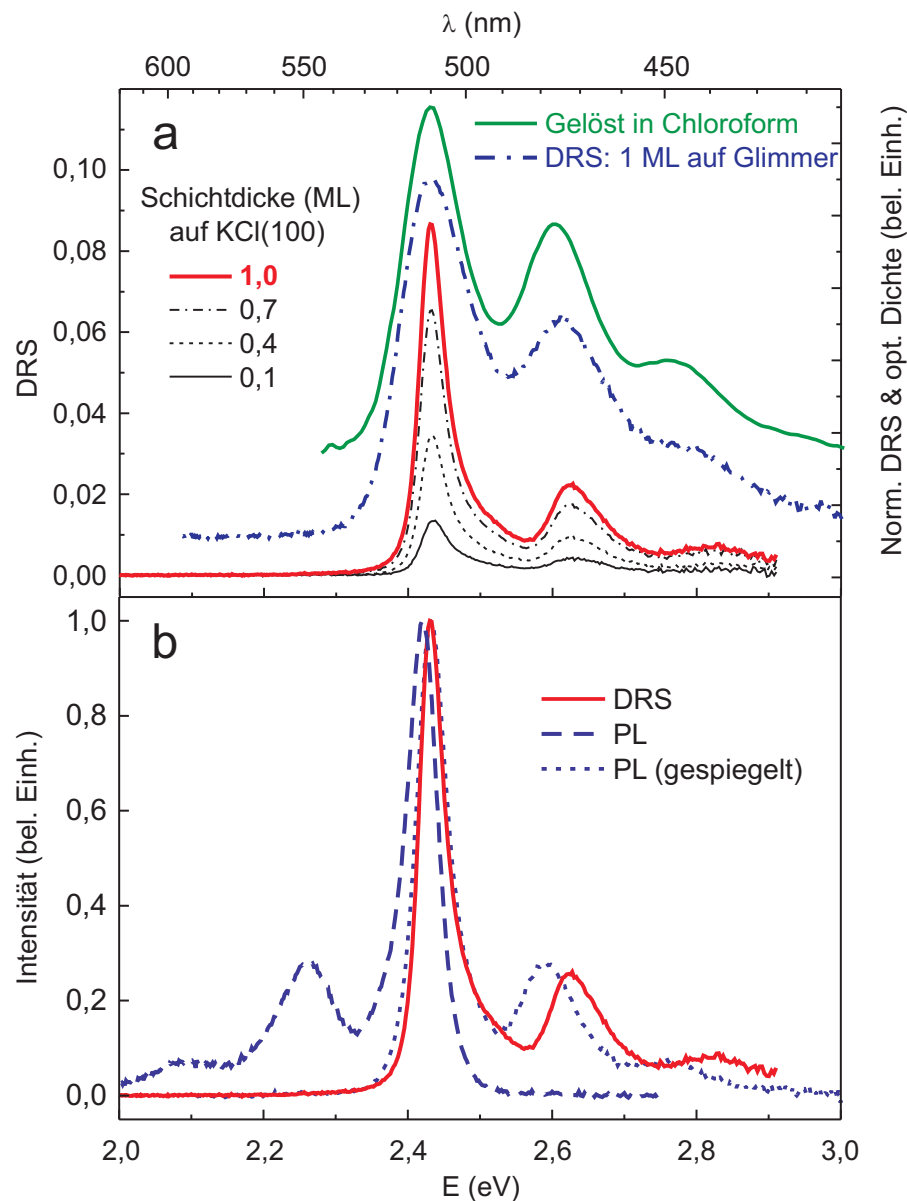 λ (nm)
600 550 500 450
a
Gelöst in Chloroform
DRS: 1 ML auf Glimmer
Schichtdicke (ML)
auf KCl(100)
1,0
0,7
0,4
0,1
0,10
0,08
0,06
0,04
0,02
0,00
DRS
Norm. DRS & opt. Dichte (bel. Einh.)
b
DRS
PL
PL (gespiegelt)
1,0
0,8
0,6
0,4
0,2
0,0
Intensität (bel. Einh.)
2,0 2,2 2,4 2,6 2,8 3,0
E (eV)